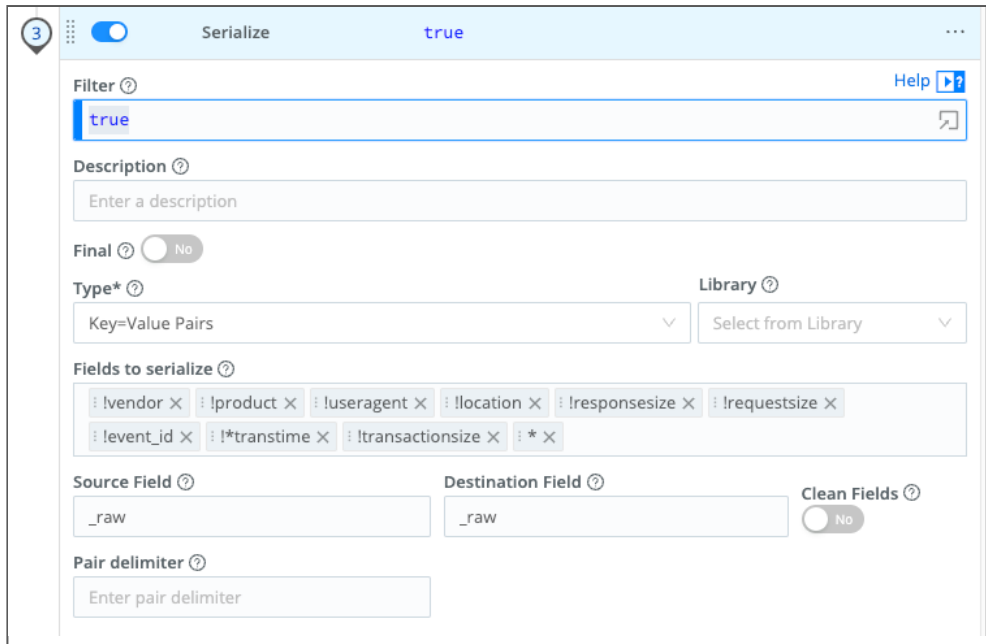 3 Serialize true ...
Filter Help
true
Description
Enter a description
Final No
Type* Library
Key=Value Pairs Select from Library
Fields to serialize
!vendor !product !useragent !location !responsesize !requestsize
!event_id !*transtime !transactionsize *
Source Field Destination Field Clean Fields
_raw _raw No
Pair delimiter
Enter pair delimiter